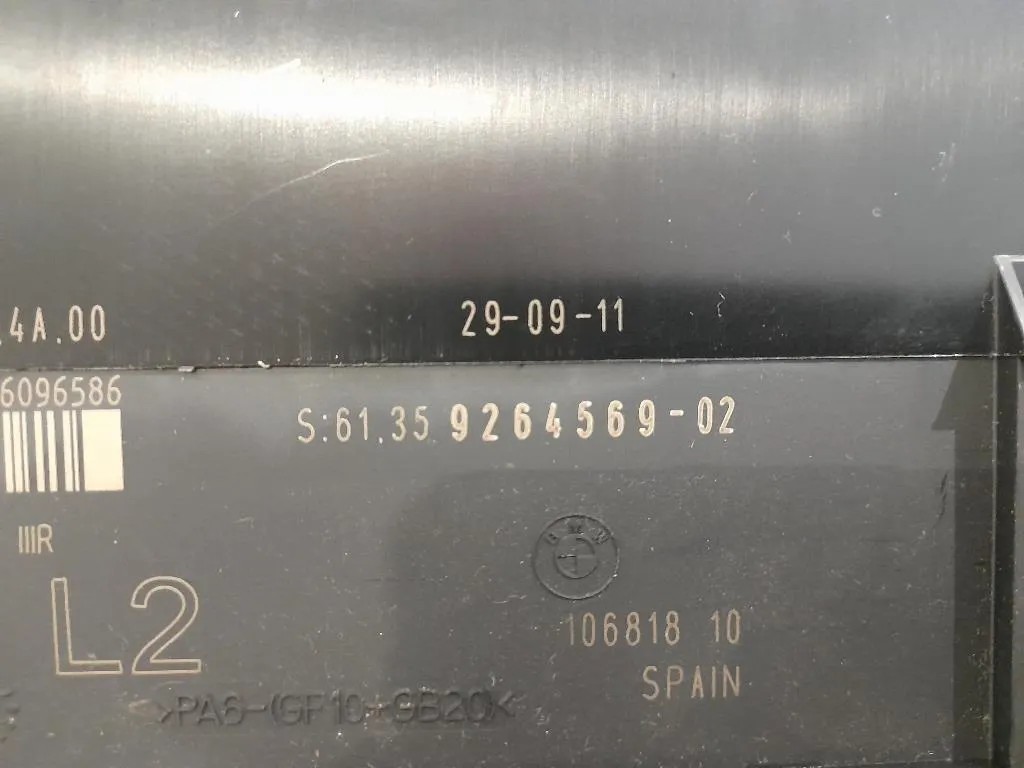 .4A.00
29-09-11
6096586
S:61.35 9264569-02
IIIR
BMW
L2
106818 10
SPAIN
>PA6-(GF10+GB20)<